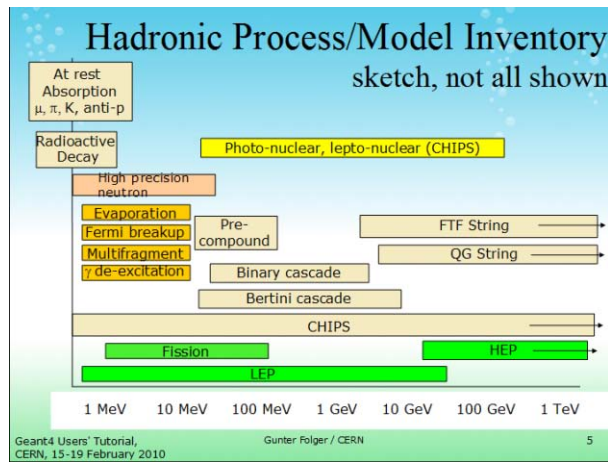 Hadronic Process/Model Inventory
sketch, not all shown
At rest
Absorption
μ, π, K, anti-p
Radioactive
Decay
Photo-nuclear, lepto-nuclear (CHIPS)
High precision
neutron
Evaporation
Fermi breakup
Multifragment
γ de-excitation
Pre-
compound
FTF String
QG String
Binary cascade
Bertini cascade
CHIPS
Fission
HEP
LEP
1 MeV 10 MeV 100 MeV 1 GeV 10 GeV 100 GeV 1 TeV
Geant4 Users' Tutorial,
CERN, 15-19 February 2010
Gunter Folger / CERN
5